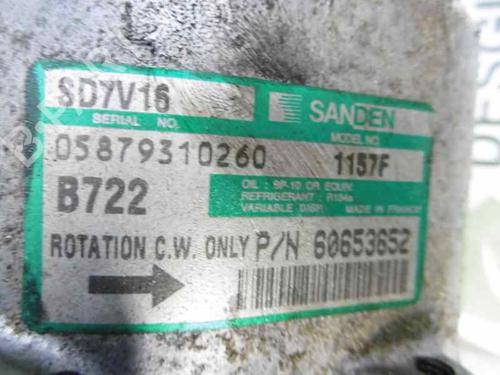 SD7V16
SANDEN
SERIAL NO.
MODEL NO.
05879310260
1157F
B722
OIL : SP-10 OR EQUIV.
REFRIGERANT : R134a
VARIABLE DISPL MADE IN FRANCE
ROTATION C.W. ONLY P/N 60653652